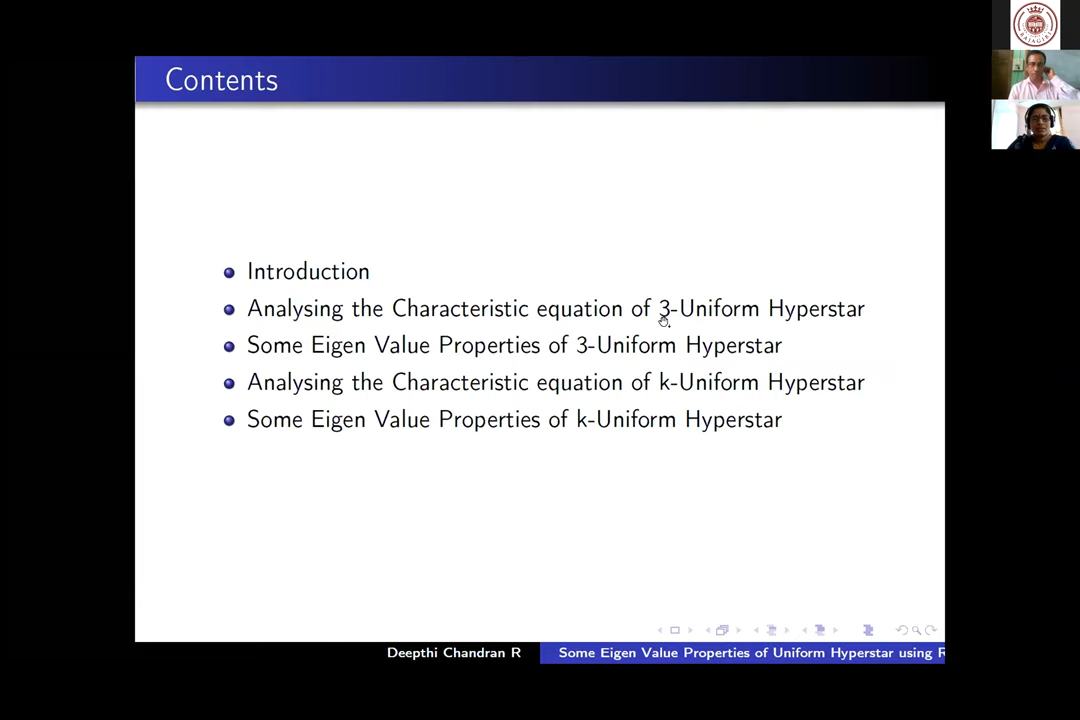 Contents
Introduction
Analysing the Characteristic equation of 3-Uniform Hyperstar
Some Eigen Value Properties of 3-Uniform Hyperstar
Analysing the Characteristic equation of k-Uniform Hyperstar
Some Eigen Value Properties of k-Uniform Hyperstar
Deepthi Chandran R
Some Eigen Value Properties of Uniform Hyperstar using R
RAJAGIRI